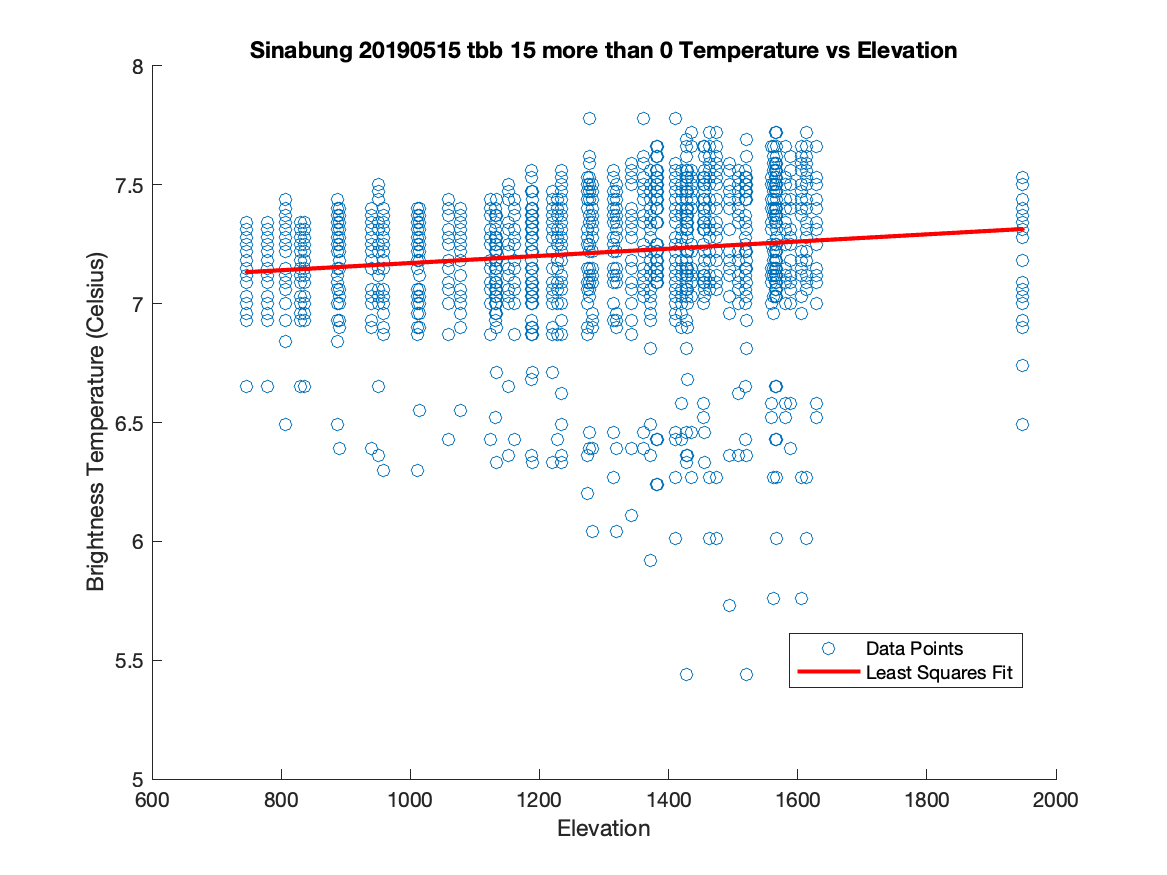 Sinabung 20190515 tbb 15 more than 0 Temperature vs Elevation
8
7.5
7
6.5
6
5.5
5
Brightness Temperature (Celsius)
Data Points
Least Squares Fit
600 800 1000 1200 1400 1600 1800 2000
Elevation